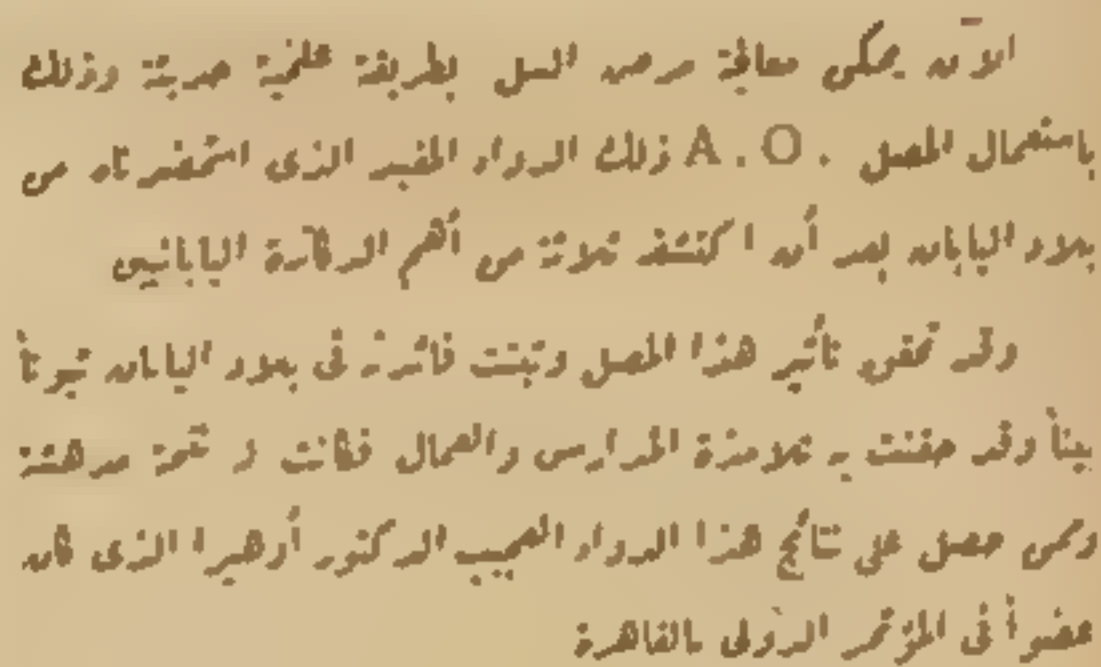 الآن يمكن معالجة مرض السل بطريقة علمية حديثة وذلك
باستعمال المصل A.O. ذلك الدواء المفيد الذى استحضرناه من
بلاد اليابان بعد أن اكتشفه ثلاثة من أهم الدكاترة اليابانيين
وقد تحقق تأثير هذا المصل وثبتت فائدته فى بلاد اليابان ثبوتاً
بيناً وقد حقنت به تلامذة المدارس والعمال فكانت نتيجته مدهشة
وممن حصل على نتائج هذا الدواء العجيب الدكتور أوهيرا الذى كان
عضواً فى المؤتمر الدولى بالقاهرة